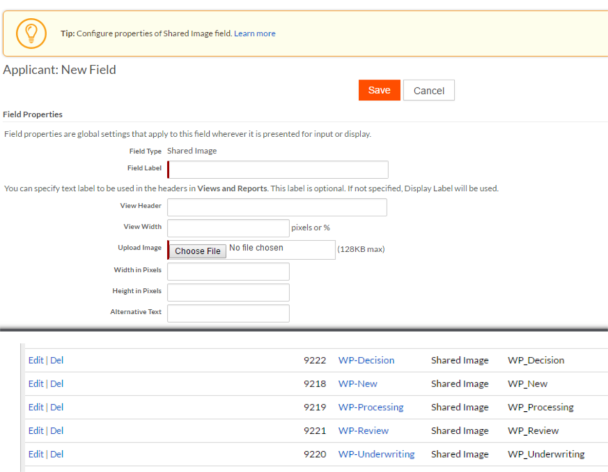 Tip: Configure properties of Shared Image field. Learn more
Applicant: New Field
Save Cancel
Field Properties
Field properties are global settings that apply to this field wherever it is presented for input or display.
Field Type Shared Image
Field Label
You can specify text label to be used in the headers in Views and Reports. This label is optional. If not specified, Display Label will be used.
View Header
View Width pixels or %
Upload Image Choose File No file chosen (128KB max)
Width in Pixels
Height in Pixels
Alternative Text
Edit | Del 9222 WP-Decision Shared Image WP_Decision
Edit | Del 9218 WP-New Shared Image WP_New
Edit | Del 9219 WP-Processing Shared Image WP_Processing
Edit | Del 9221 WP-Review Shared Image WP_Review
Edit | Del 9220 WP-Underwriting Shared Image WP_Underwriting